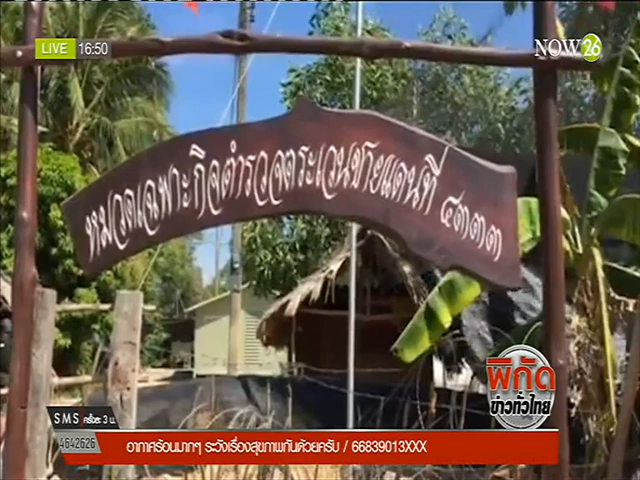 LIVE 16:50
NOW26
หมวดเฉพาะกิจตำรวจตระเวนชายแดนที่ ๔๓๓๓
พิกัด
ข่าวทั่วไทย
SMS ครั้งละ 3 บ.
4642626
อากาศร้อนมากๆ ระวังเรื่องสุขภาพกันด้วยครับ / 66839013XXX